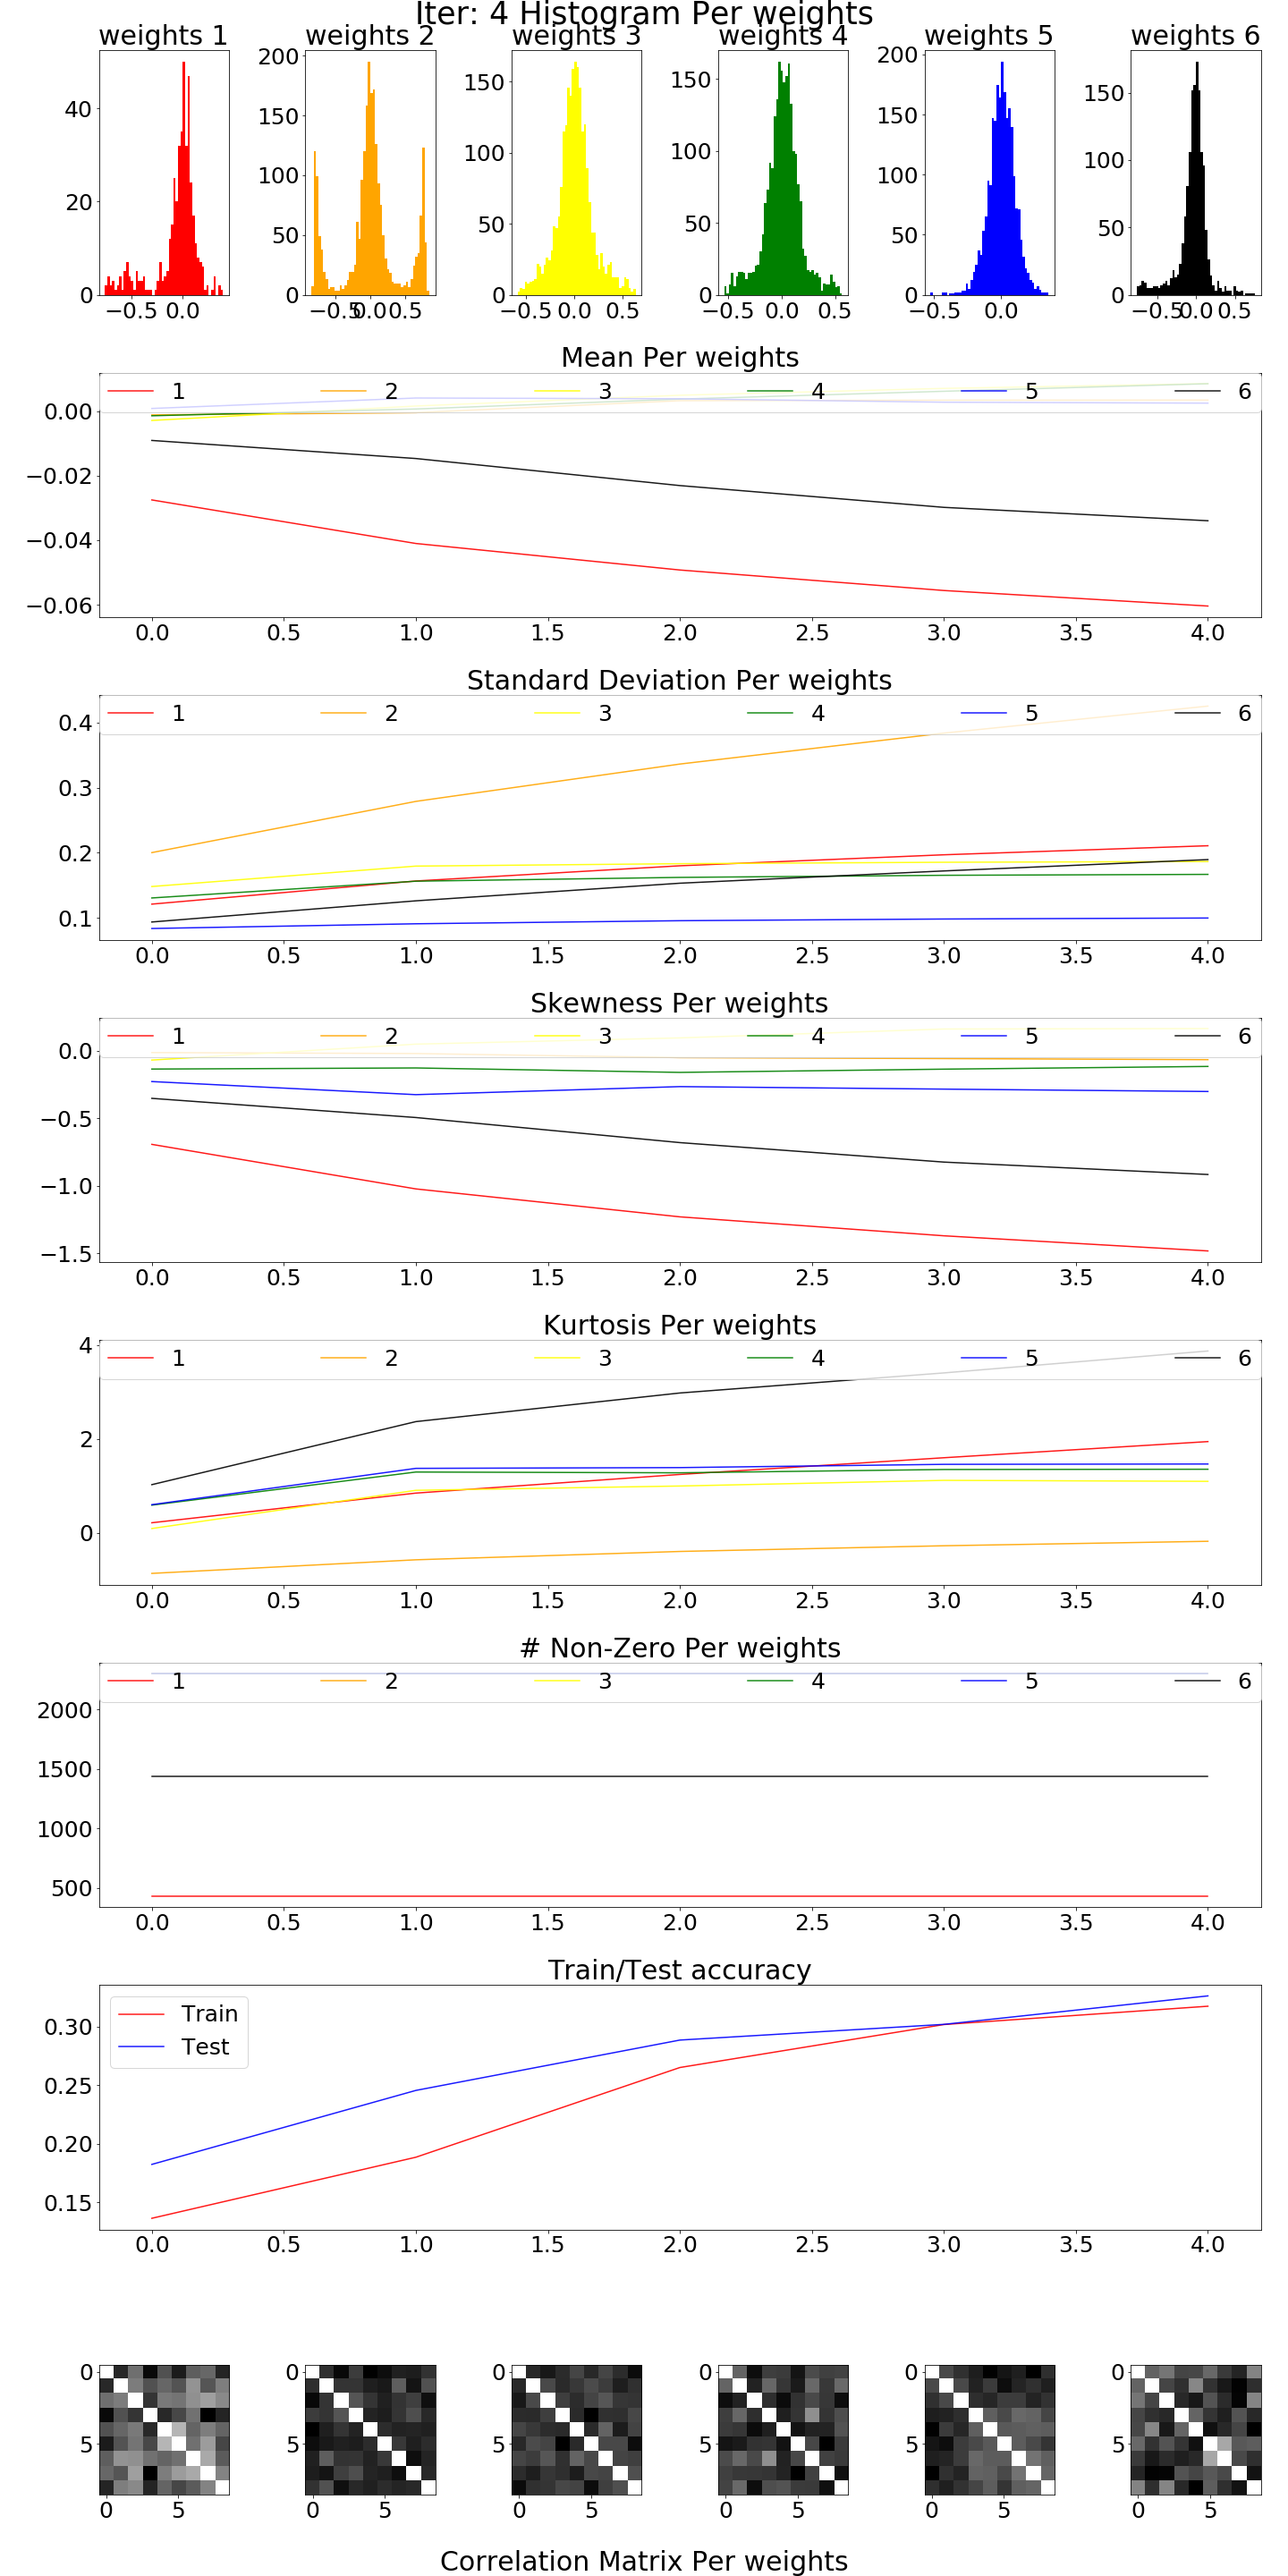 Iter: 4 Histogram Per weights
weights 1 weights 2 weights 3 weights 4 weights 5 weights 6
40 20 0 −0.5 0.0
200 150 100 50 0 −0.5 0.0 0.5
150 100 50 0 −0.5 0.0 0.5
150 100 50 0 −0.5 0.0 0.5
200 150 100 50 0 −0.5 0.0
150 100 50 0 −0.5 0.0 0.5
Mean Per weights
1 2 3 4 5 6
0.00
−0.02
−0.04
−0.06
0.0 0.5 1.0 1.5 2.0 2.5 3.0 3.5 4.0
Standard Deviation Per weights
1 2 3 4 5 6
0.4
0.3
0.2
0.1
0.0 0.5 1.0 1.5 2.0 2.5 3.0 3.5 4.0
Skewness Per weights
1 2 3 4 5 6
0.0
−0.5
−1.0
−1.5
0.0 0.5 1.0 1.5 2.0 2.5 3.0 3.5 4.0
Kurtosis Per weights
4
1 2 3 4 5 6
2
0
0.0 0.5 1.0 1.5 2.0 2.5 3.0 3.5 4.0
# Non-Zero Per weights
1 2 3 4 5 6
2000
1500
1000
500
0.0 0.5 1.0 1.5 2.0 2.5 3.0 3.5 4.0
Train/Test accuracy
Train
Test
0.30
0.25
0.20
0.15
0.0 0.5 1.0 1.5 2.0 2.5 3.0 3.5 4.0
0 0 0 0 0 0
5 5 5 5 5 5
0 5 0 5 0 5 0 5 0 5 0 5
Correlation Matrix Per weights